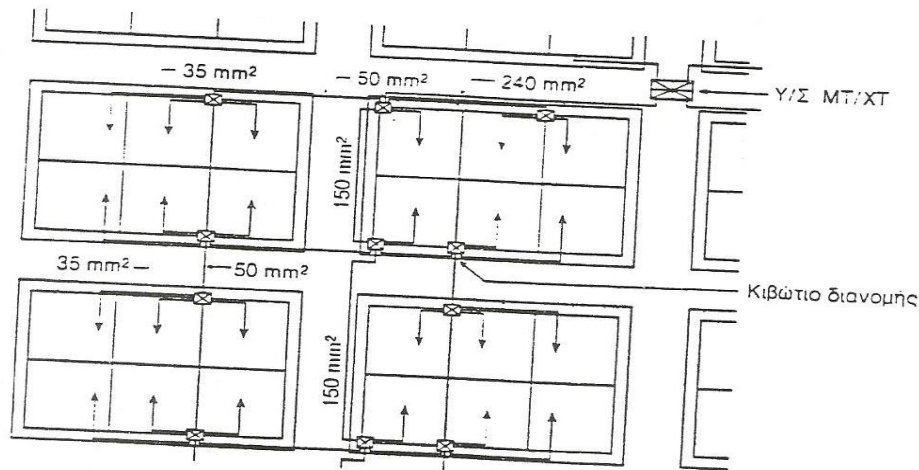 – 35 mm²
– 50 mm²
– 240 mm²
Υ/Σ ΜΤ/ΧΤ
150 mm²
35 mm² –
– 50 mm²
Κιβώτιο διανομής
150 mm²